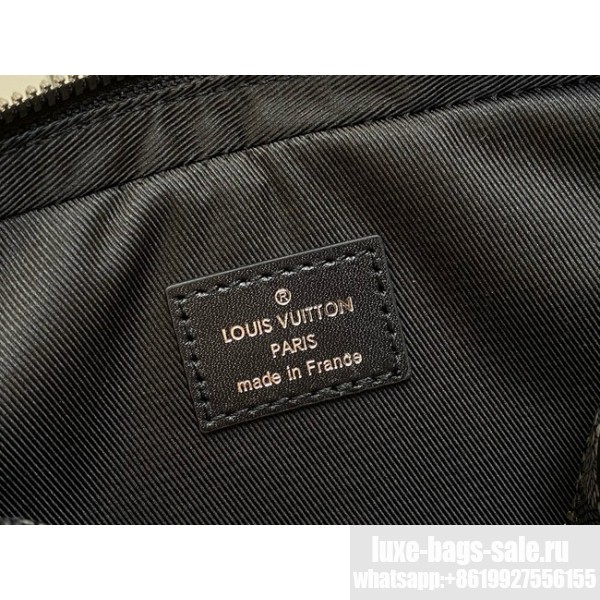 ®
LOUIS VUITTON
PARIS
made in France
luxe-bags-sale.ru
whatsapp:+8619927556155